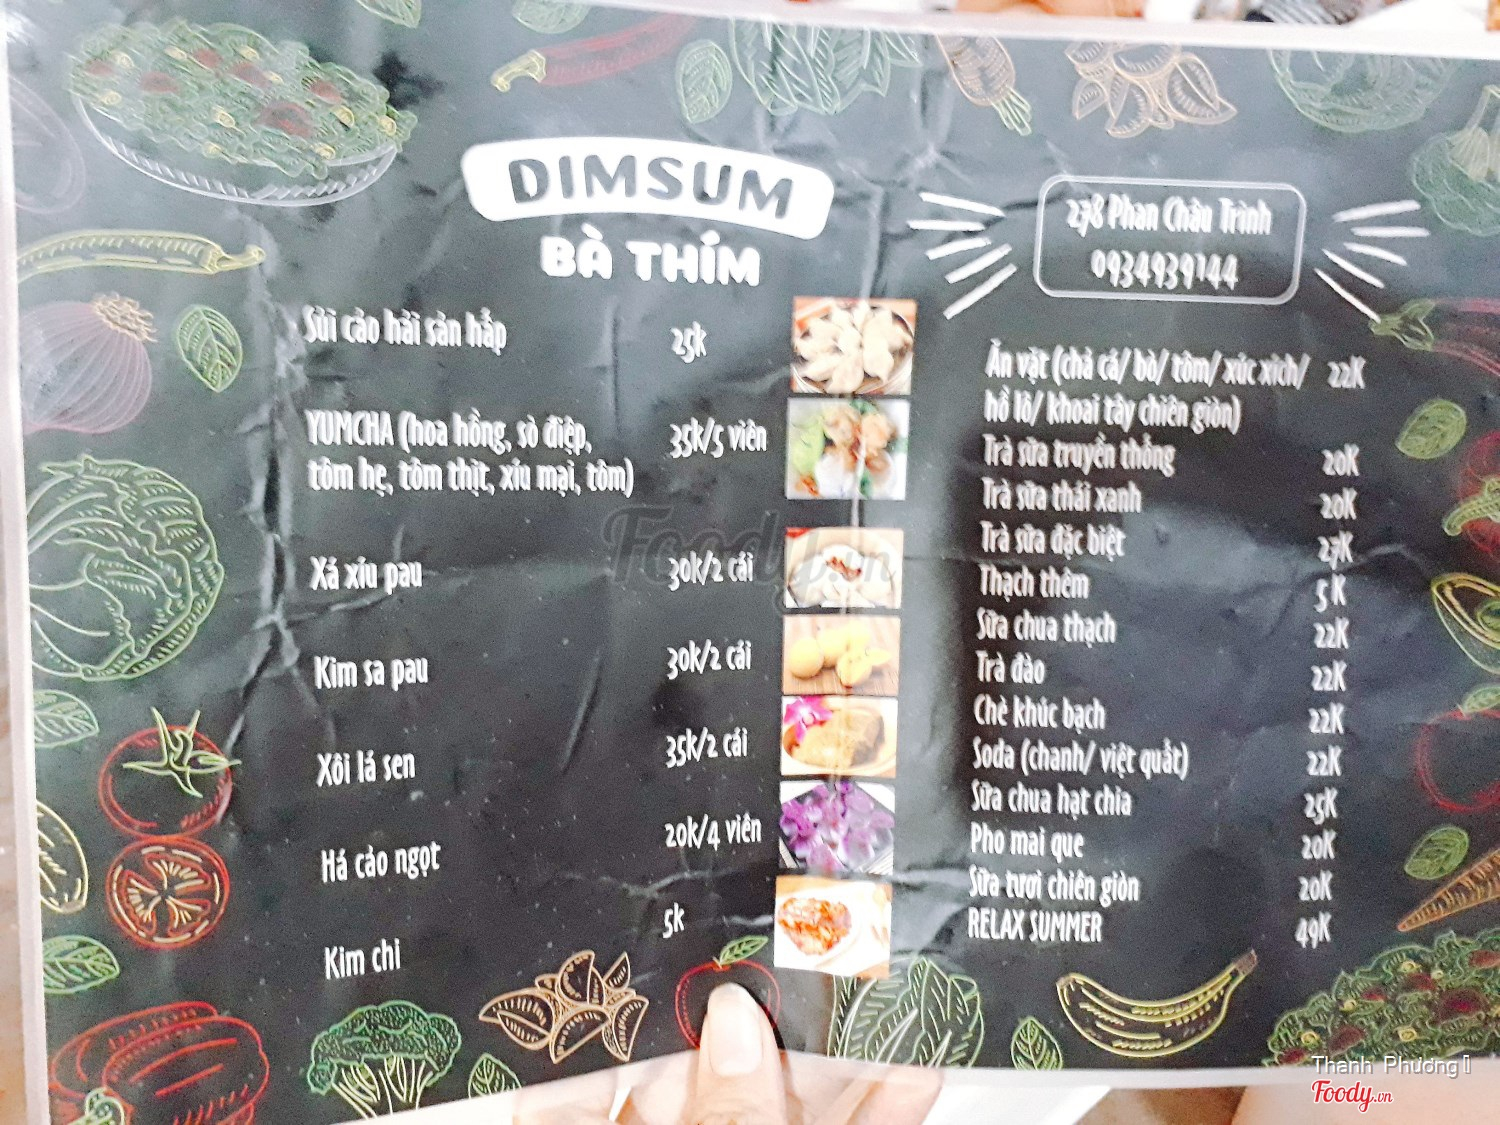 DIMSUM
BÀ THÍM
Sủi cảo hải sản hấp 25k
YUMCHA (hoa hồng, sò điệp, 35k/5 viên
tôm hẹ, tôm thịt, xíu mại, tôm)
Xá xíu pau 30k/2 cái
Kim sa pau 30k/2 cái
Xôi lá sen 35k/2 cái
Há cảo ngọt 20k/4 viên
Kim chi 5k
238 Phan Châu Trinh
0934939144
Ăn vặt (chả cá/ bò/ tôm/ xúc xích/ 22K
hồ lô/ khoai tây chiên giòn)
Trà sữa truyền thống 20K
Trà sữa thái xanh 20K
Trà sữa đặc biệt 27K
Thạch thêm 5K
Sữa chua thạch 22K
Trà đào 22K
Chè khúc bạch 22K
Soda (chanh/ việt quất) 22K
Sữa chua hạt chia 25K
Pho mai que 20K
Sữa tươi chiên giòn 20K
RELAX SUMMER 49K
Foody.vn
Thanh Phương
Foody.vn